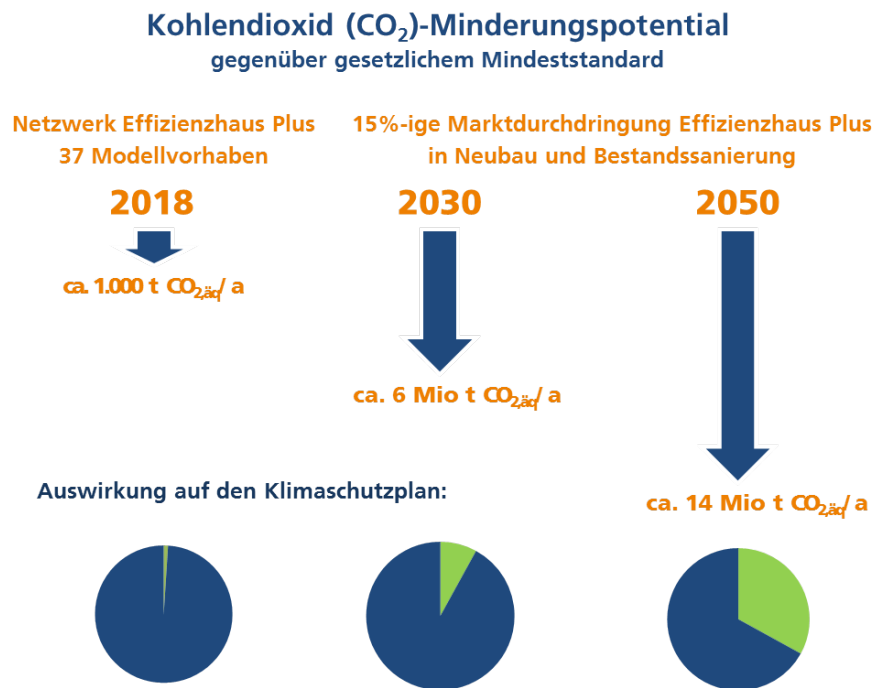 Kohlendioxid (CO₂)-Minderungspotential
gegenüber gesetzlichem Mindeststandard
Netzwerk Effizienzhaus Plus
37 Modellvorhaben
15%-ige Marktdurchdringung Effizienzhaus Plus
in Neubau und Bestandssanierung
2018
2030
2050
ca. 1.000 t CO2,äq/ a
ca. 6 Mio t CO2,äq/ a
ca. 14 Mio t CO2,äq/ a
Auswirkung auf den Klimaschutzplan: